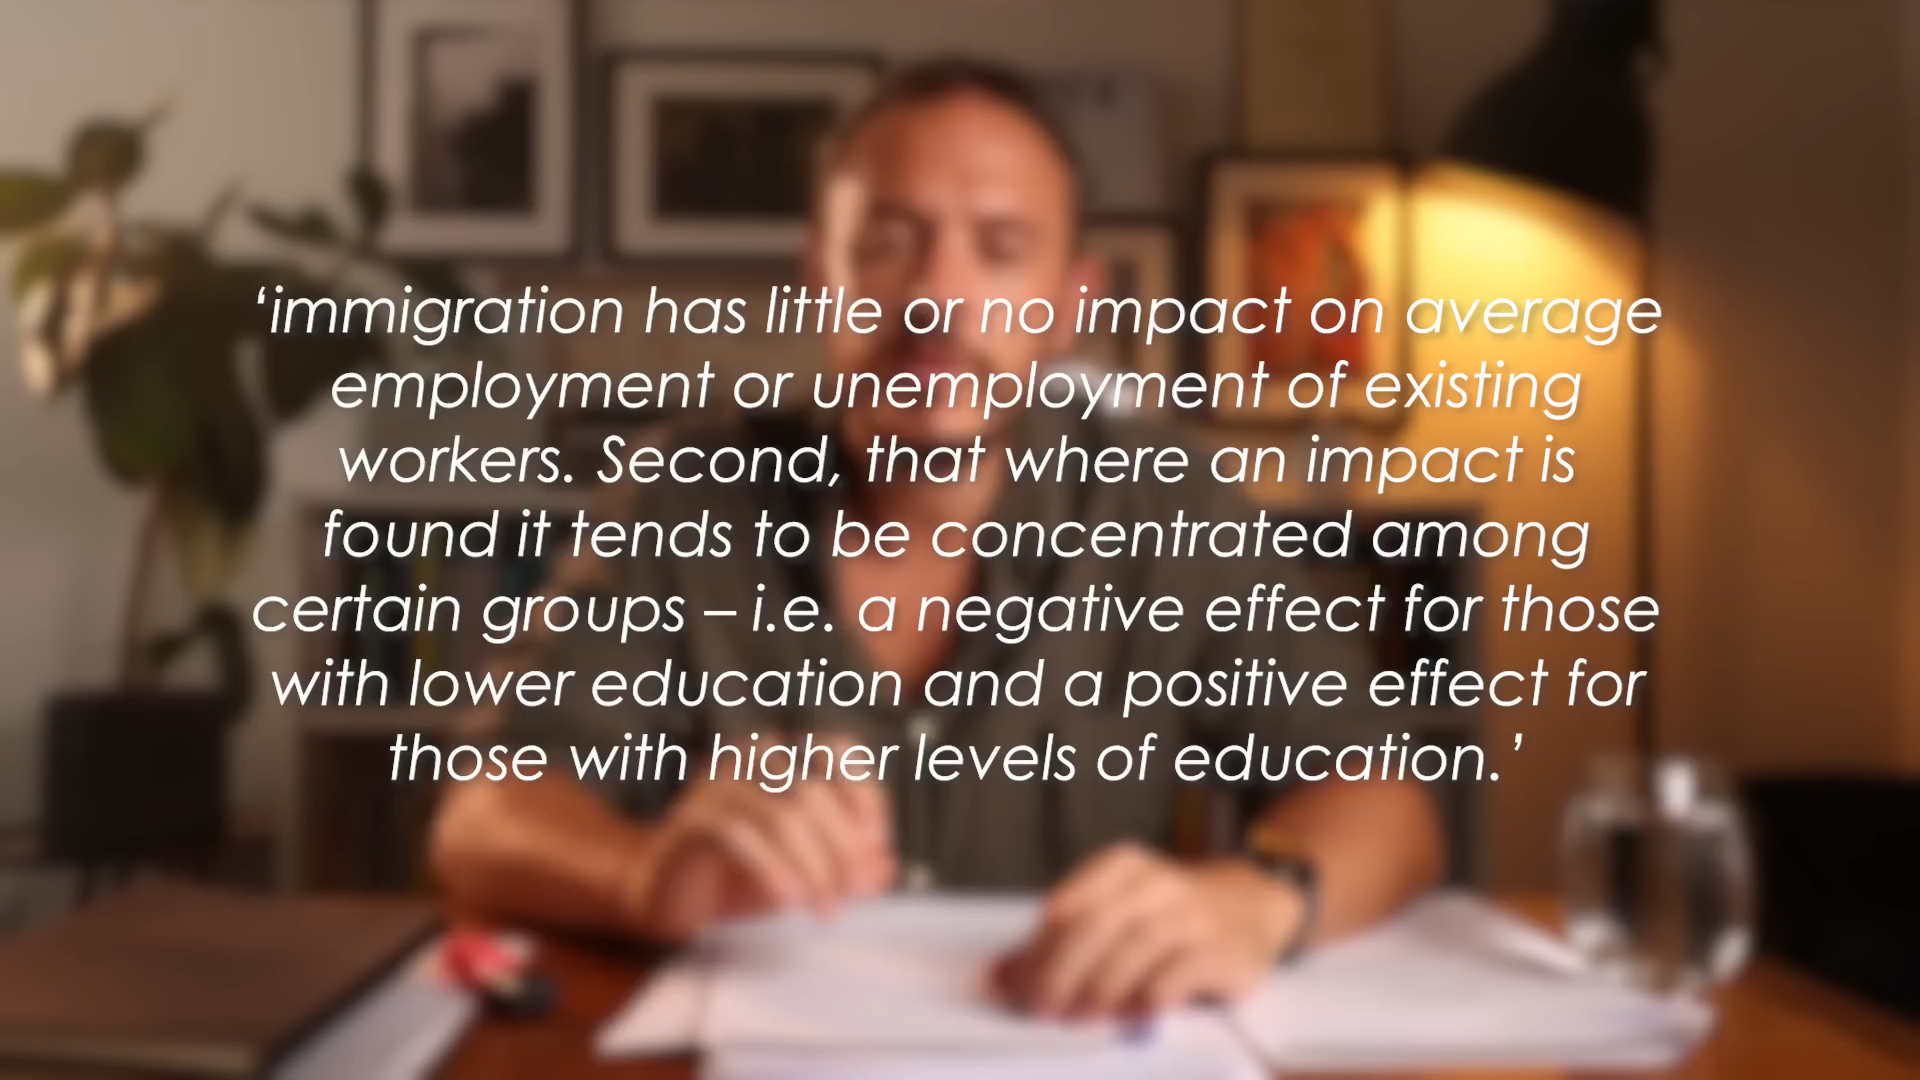 ‘immigration has little or no impact on average
employment or unemployment of existing
workers. Second, that where an impact is
found it tends to be concentrated among
certain groups – i.e. a negative effect for those
with lower education and a positive effect for
those with higher levels of education.’